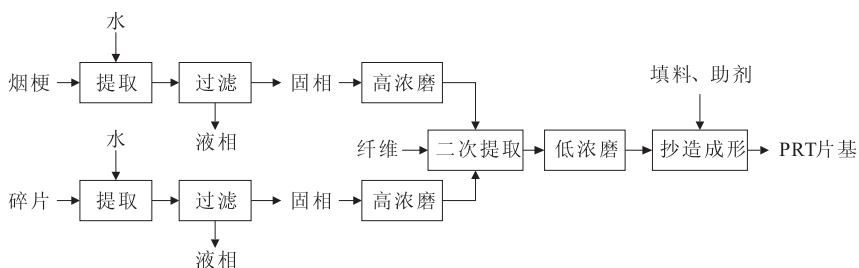 水
烟梗 提取 过滤 固相 高浓磨
液相
填料、助剂
水
纤维 二次提取 低浓磨 抄造成形 PRT片基
碎片 提取 过滤 固相 高浓磨
液相